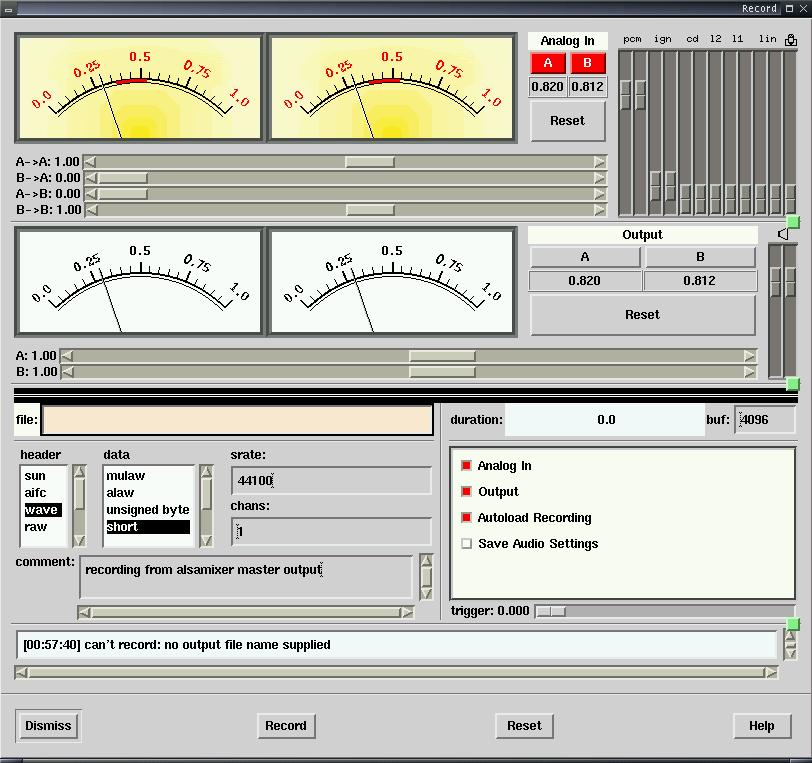 Record
0.0 0.25 0.5 0.75 1.0
0.0 0.25 0.5 0.75 1.0
Analog In
A B
0.820 0.812
Reset
pcm ign cd l2 l1 lin
A->A: 1.00
B->A: 0.00
A->B: 0.00
B->B: 1.00
0.0 0.25 0.5 0.75 1.0
0.0 0.25 0.5 0.75 1.0
Output
A B
0.820 0.812
Reset
A: 1.00
B: 1.00
file:
duration: 0.0 buf: 4096
header
sun
aifc
wave
raw
data
mulaw
alaw
unsigned byte
short
srate:
44100
chans:
1
comment: recording from alsamixer master output
Analog In
Output
Autoload Recording
Save Audio Settings
trigger: 0.000
[00:57:40] can't record: no output file name supplied
Dismiss Record Reset Help